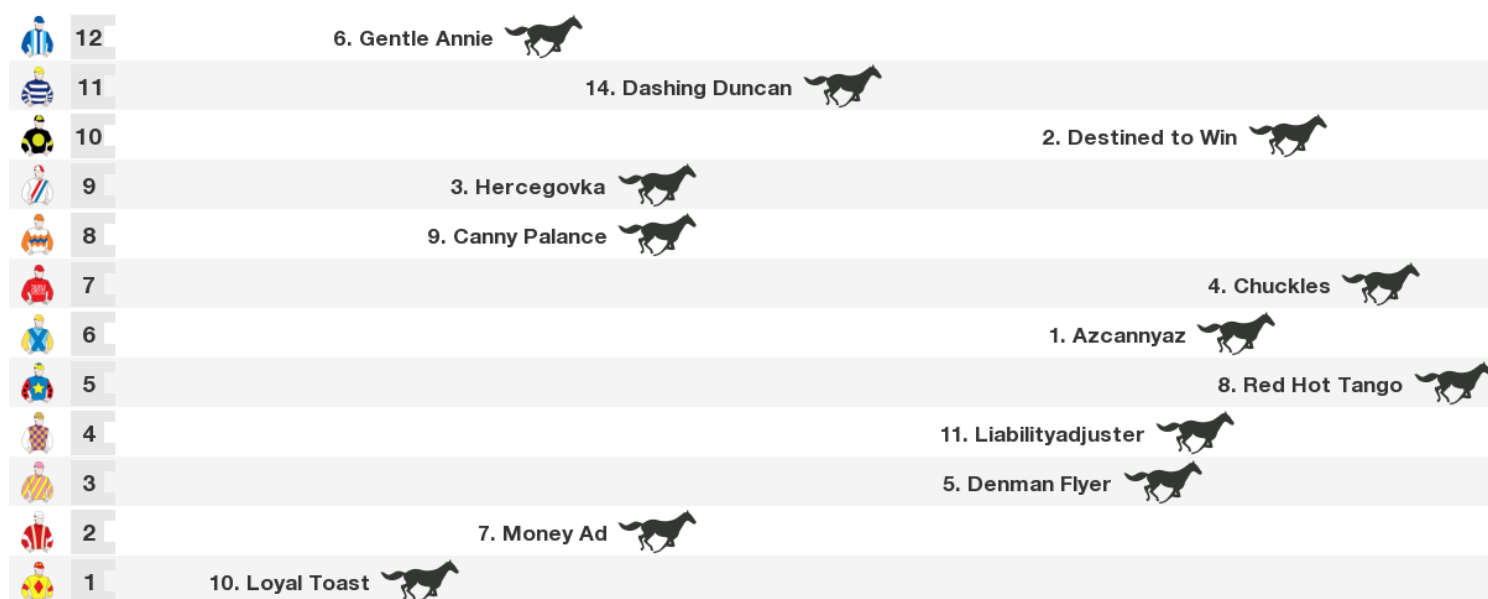 12 6. Gentle Annie
11 14. Dashing Duncan
10 2. Destined to Win
9 3. Hercegovka
8 9. Canny Palance
7 4. Chuckles
6 1. Azcannyaz
5 8. Red Hot Tango
4 11. Liabilityadjuster
3 5. Denman Flyer
2 7. Money Ad
1 10. Loyal Toast